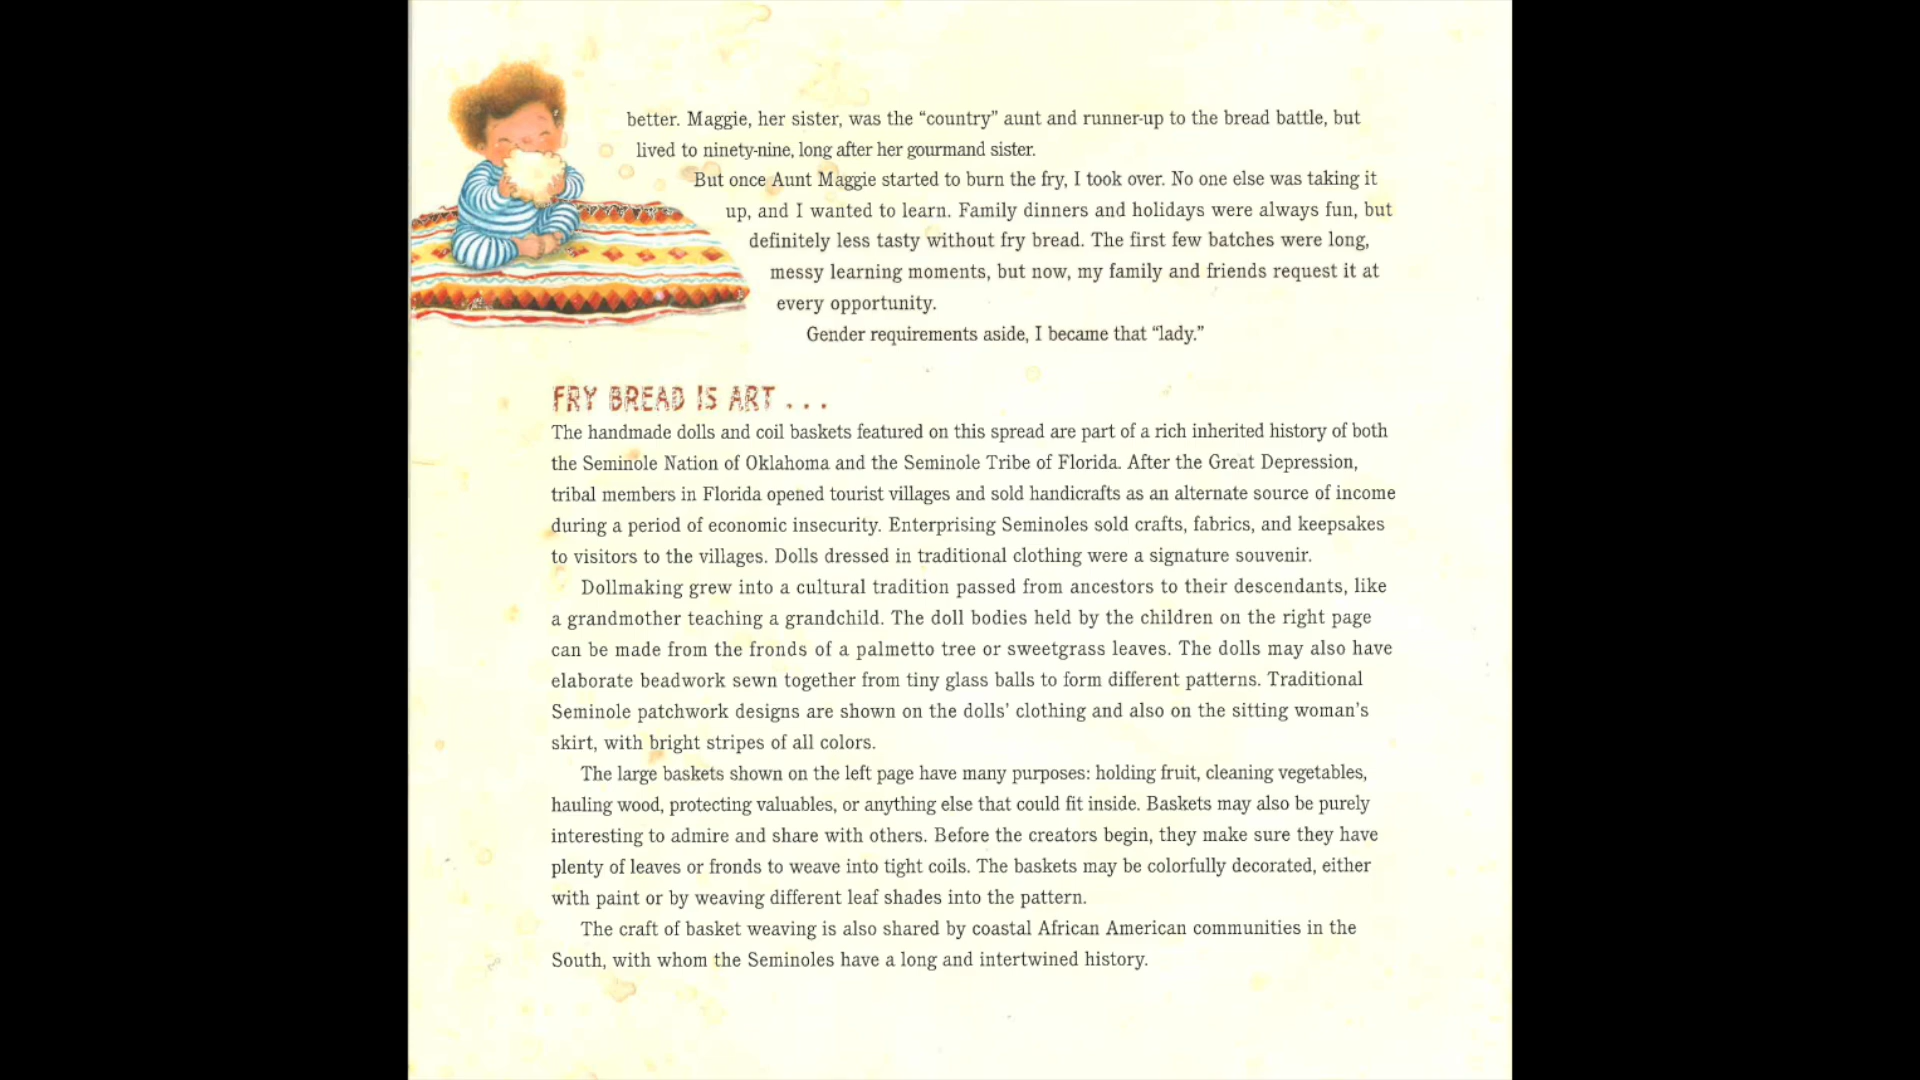 better. Maggie, her sister, was the “country” aunt and runner-up to the bread battle, but
lived to ninety-nine, long after her gourmand sister.
But once Aunt Maggie started to burn the fry, I took over. No one else was taking it
up, and I wanted to learn. Family dinners and holidays were always fun, but
definitely less tasty without fry bread. The first few batches were long,
messy learning moments, but now, my family and friends request it at
every opportunity.
Gender requirements aside, I became that “lady.”
FRY BREAD IS ART . . .
The handmade dolls and coil baskets featured on this spread are part of a rich inherited history of both
the Seminole Nation of Oklahoma and the Seminole Tribe of Florida. After the Great Depression,
tribal members in Florida opened tourist villages and sold handicrafts as an alternate source of income
during a period of economic insecurity. Enterprising Seminoles sold crafts, fabrics, and keepsakes
to visitors to the villages. Dolls dressed in traditional clothing were a signature souvenir.
Dollmaking grew into a cultural tradition passed from ancestors to their descendants, like
a grandmother teaching a grandchild. The doll bodies held by the children on the right page
can be made from the fronds of a palmetto tree or sweetgrass leaves. The dolls may also have
elaborate beadwork sewn together from tiny glass balls to form different patterns. Traditional
Seminole patchwork designs are shown on the dolls’ clothing and also on the sitting woman’s
skirt, with bright stripes of all colors.
The large baskets shown on the left page have many purposes: holding fruit, cleaning vegetables,
hauling wood, protecting valuables, or anything else that could fit inside. Baskets may also be purely
interesting to admire and share with others. Before the creators begin, they make sure they have
plenty of leaves or fronds to weave into tight coils. The baskets may be colorfully decorated, either
with paint or by weaving different leaf shades into the pattern.
The craft of basket weaving is also shared by coastal African American communities in the
South, with whom the Seminoles have a long and intertwined history.